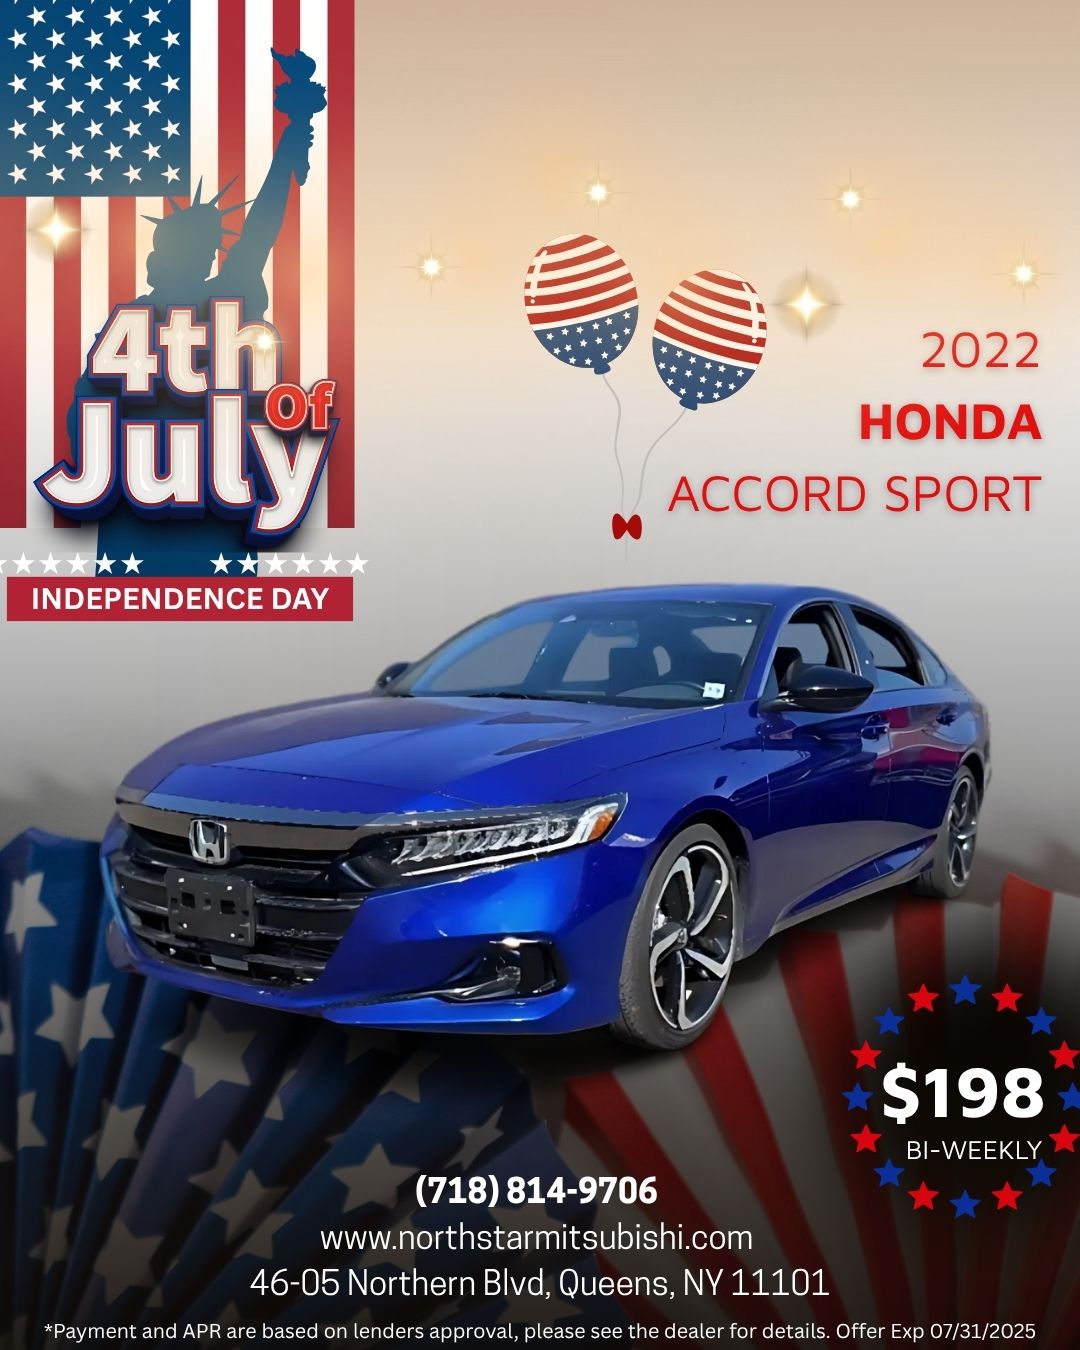 4th
Of
July
INDEPENDENCE DAY
2022
HONDA
ACCORD SPORT
$198
BI-WEEKLY
(718) 814-9706
www.northstarmitsubishi.com
46-05 Northern Blvd, Queens, NY 11101
*Payment and APR are based on lenders approval, please see the dealer for details. Offer Exp 07/31/2025